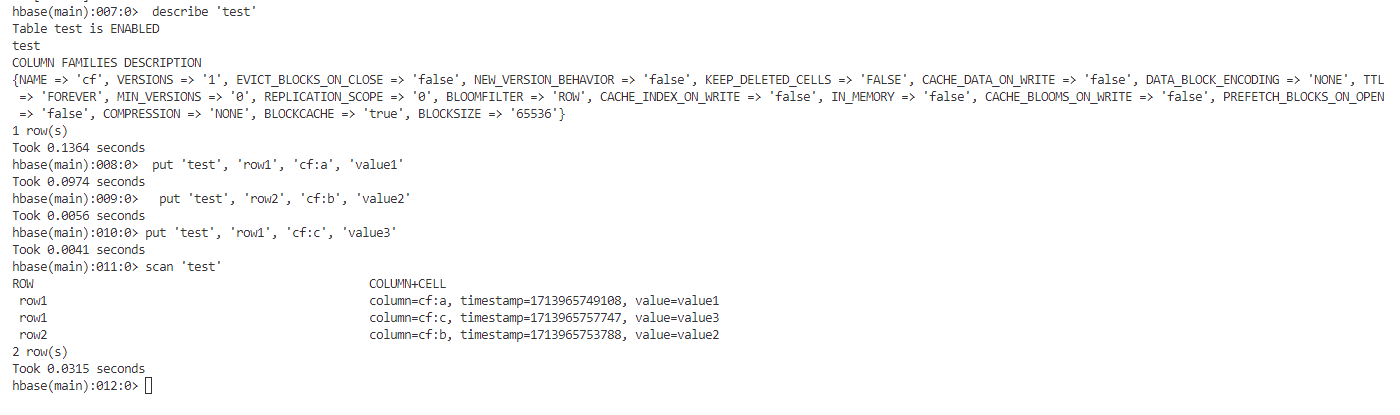 hbase(main):007:0>  describe 'test'
Table test is ENABLED
test
COLUMN FAMILIES DESCRIPTION
{NAME => 'cf', VERSIONS => '1', EVICT_BLOCKS_ON_CLOSE => 'false', NEW_VERSION_BEHAVIOR => 'false', KEEP_DELETED_CELLS => 'FALSE', CACHE_DATA_ON_WRITE => 'false', DATA_BLOCK_ENCODING => 'NONE', TTL
 => 'FOREVER', MIN_VERSIONS => '0', REPLICATION_SCOPE => '0', BLOOMFILTER => 'ROW', CACHE_INDEX_ON_WRITE => 'false', IN_MEMORY => 'false', CACHE_BLOOMS_ON_WRITE => 'false', PREFETCH_BLOCKS_ON_OPEN
 => 'false', COMPRESSION => 'NONE', BLOCKCACHE => 'true', BLOCKSIZE => '65536'}
1 row(s)
Took 0.1364 seconds
hbase(main):008:0>  put 'test', 'row1', 'cf:a', 'value1'
Took 0.0974 seconds
hbase(main):009:0>   put 'test', 'row2', 'cf:b', 'value2'
Took 0.0056 seconds
hbase(main):010:0> put 'test', 'row1', 'cf:c', 'value3'
Took 0.0041 seconds
hbase(main):011:0> scan 'test'
ROW                                                COLUMN+CELL
 row1                                              column=cf:a, timestamp=1713965749108, value=value1
 row1                                              column=cf:c, timestamp=1713965757747, value=value3
 row2                                              column=cf:b, timestamp=1713965753788, value=value2
2 row(s)
Took 0.0315 seconds
hbase(main):012:0>